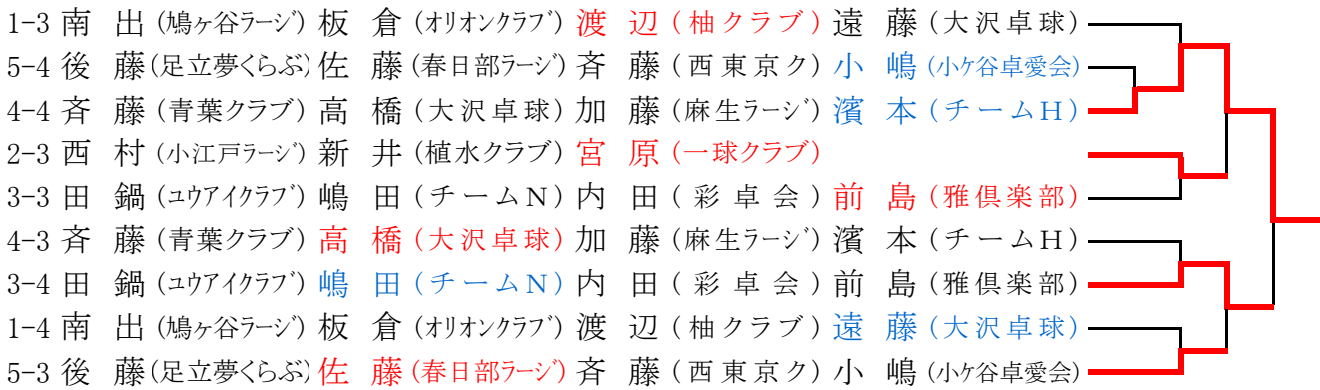 1-3 南 出 (鳩ヶ谷ラージ) 板 倉 (オリオンクラブ) 渡 辺 (柚クラブ) 遠 藤 (大沢卓球)
5-4 後 藤 (足立夢くらぶ) 佐 藤 (春日部ラージ) 斉 藤 (西東京ク) 小 嶋 (小ケ谷卓愛会)
4-4 斉 藤 (青葉クラブ) 高 橋 (大沢卓球) 加 藤 (麻生ラージ) 濱 本 (チームH)
2-3 西 村 (小江戸ラージ) 新 井 (植水クラブ) 宮 原 (一球クラブ)
3-3 田 鍋 (ユウアイクラブ) 嶋 田 (チームN) 内 田 (彩卓会) 前 島 (雅倶楽部)
4-3 斉 藤 (青葉クラブ) 高 橋 (大沢卓球) 加 藤 (麻生ラージ) 濱 本 (チームH)
3-4 田 鍋 (ユウアイクラブ) 嶋 田 (チームN) 内 田 (彩卓会) 前 島 (雅倶楽部)
1-4 南 出 (鳩ヶ谷ラージ) 板 倉 (オリオンクラブ) 渡 辺 (柚クラブ) 遠 藤 (大沢卓球)
5-3 後 藤 (足立夢くらぶ) 佐 藤 (春日部ラージ) 斉 藤 (西東京ク) 小 嶋 (小ケ谷卓愛会)